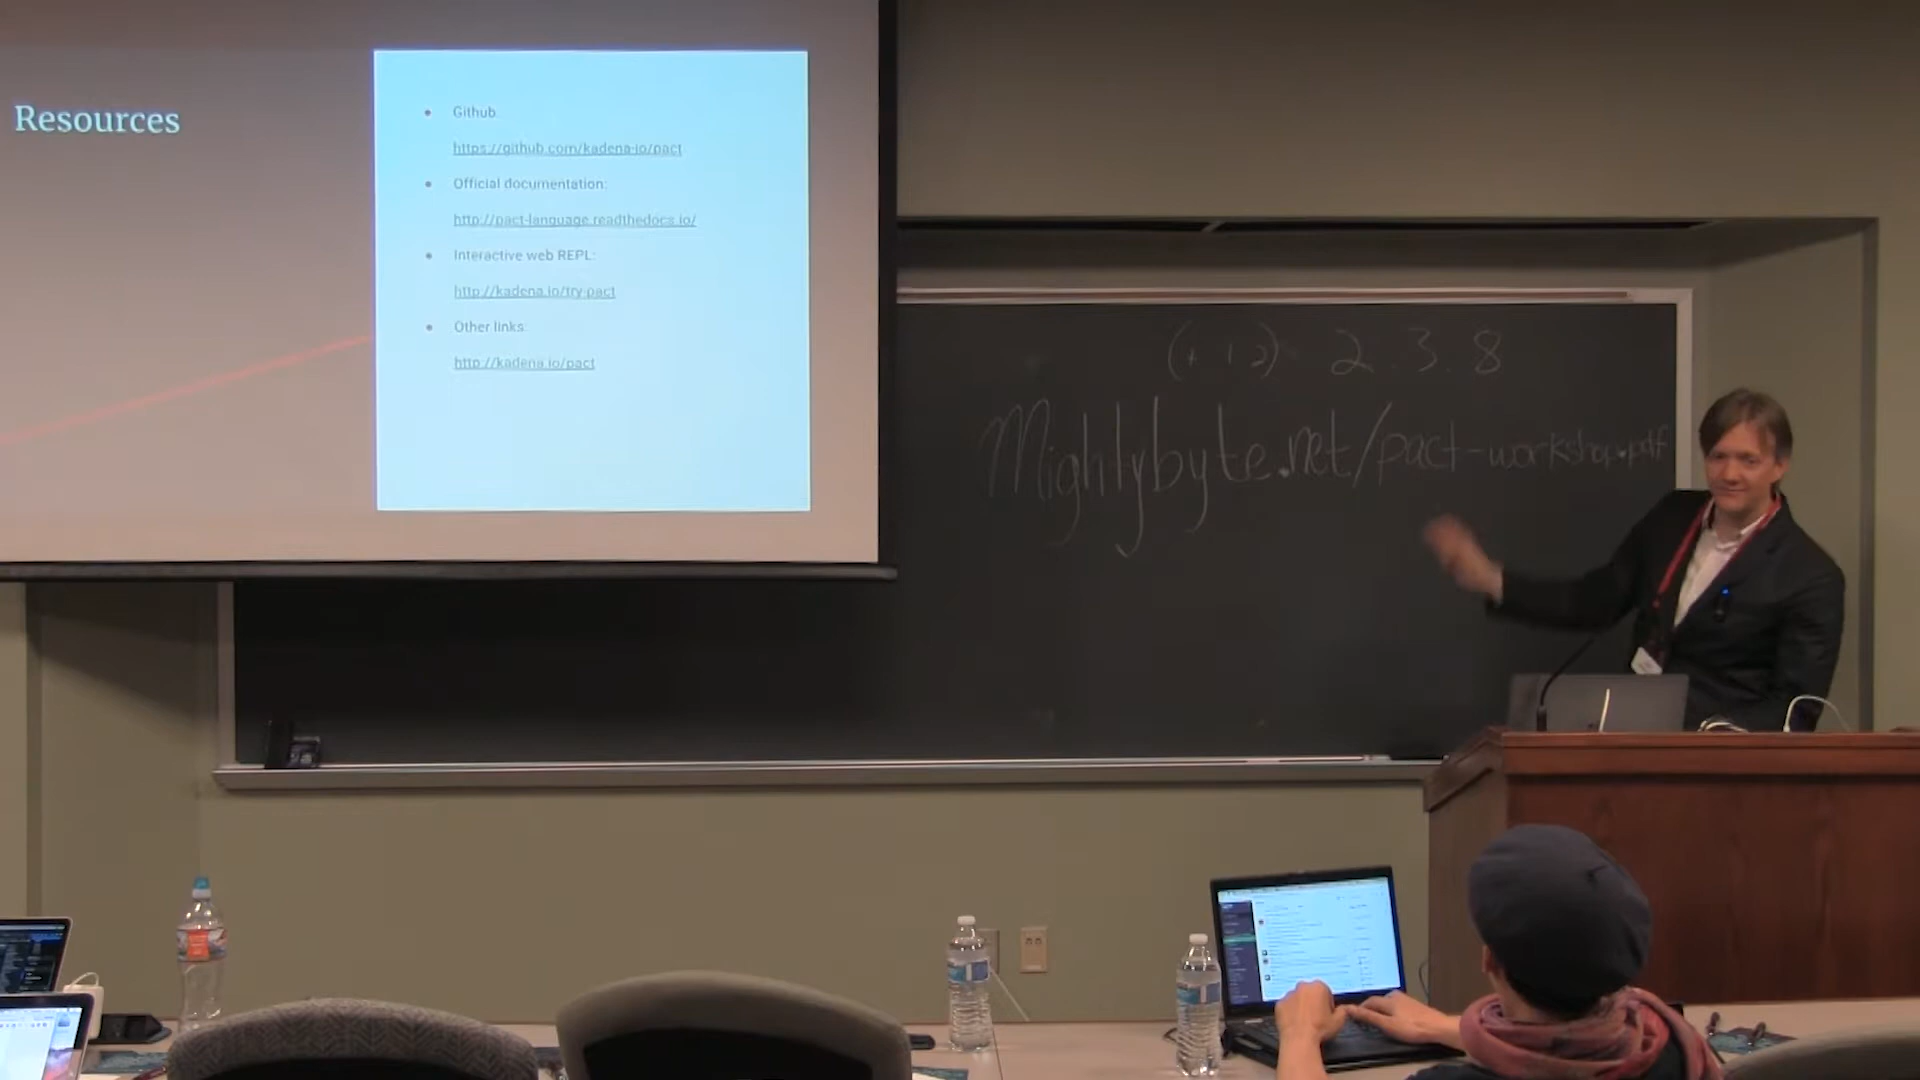 Resources
Github
https://github.com/kadena-io/pact
Official documentation:
http://pact-language.readthedocs.io/
Interactive web REPL:
http://kadena.io/try-pact
Other links:
http://kadena.io/pact
(+ 1 2) 2.3.8
Mightybyte.net/pact-workshop.pdf